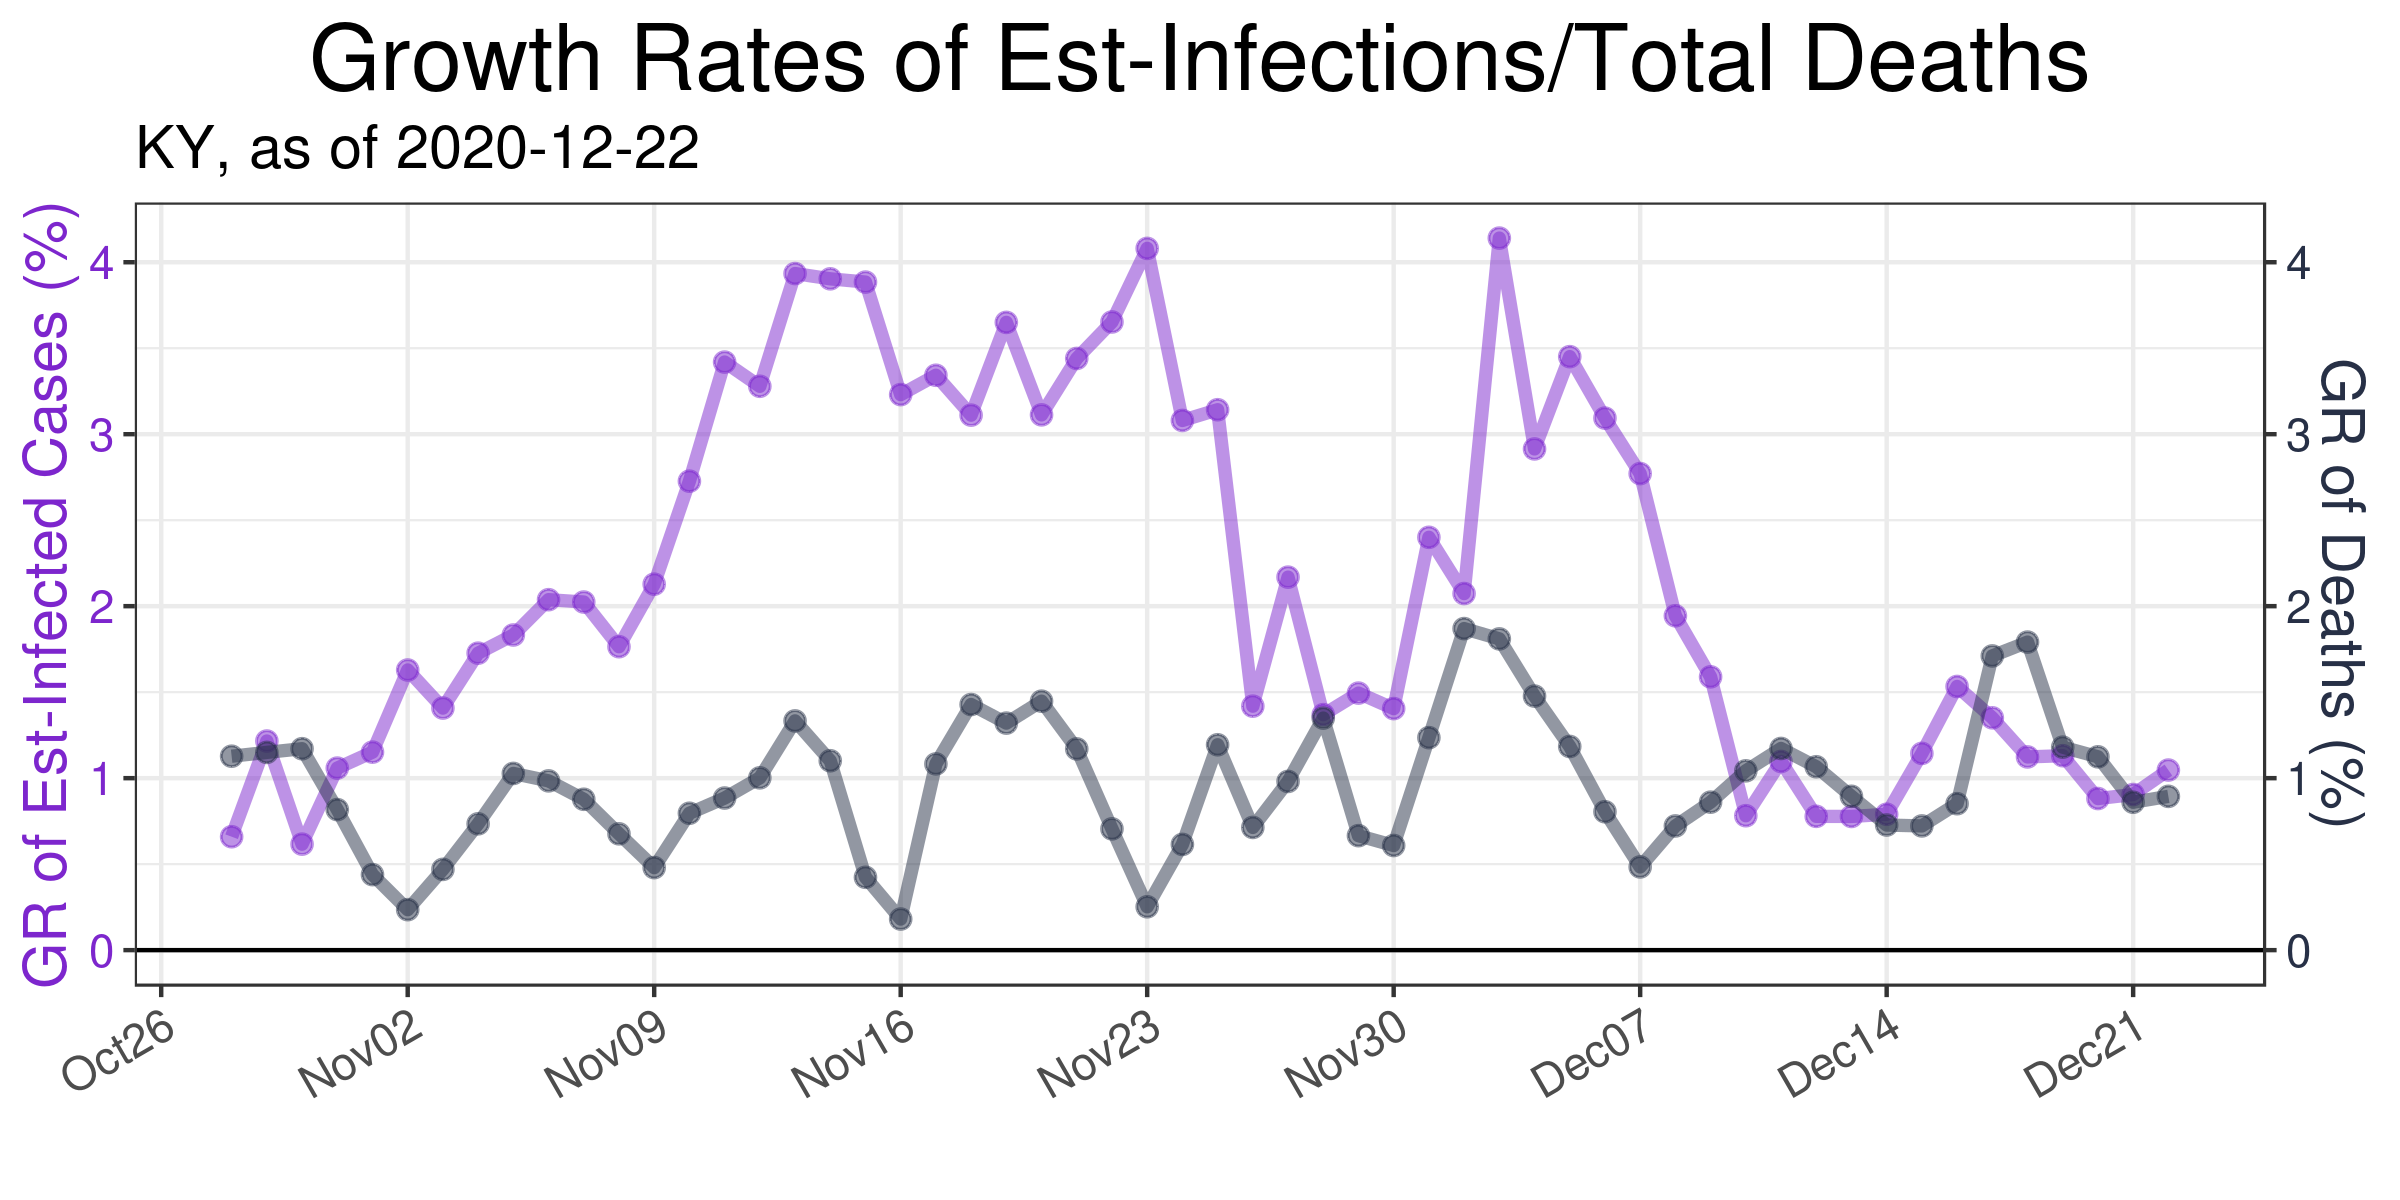 Growth Rates of Est-Infections/Total Deaths
KY, as of 2020-12-22
GR of Est-Infected Cases (%)
4
3
2
1
0
4
3
2
1
0
GR of Deaths (%)
Oct26
Nov02
Nov09
Nov16
Nov23
Nov30
Dec07
Dec14
Dec21